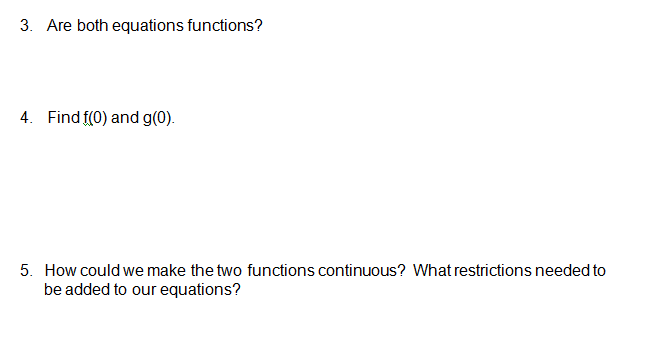 3. Are both equations functions?
4. Find f(0) and g(0).
5. How could we make the two functions continuous? What restrictions needed to
be added to our equations?